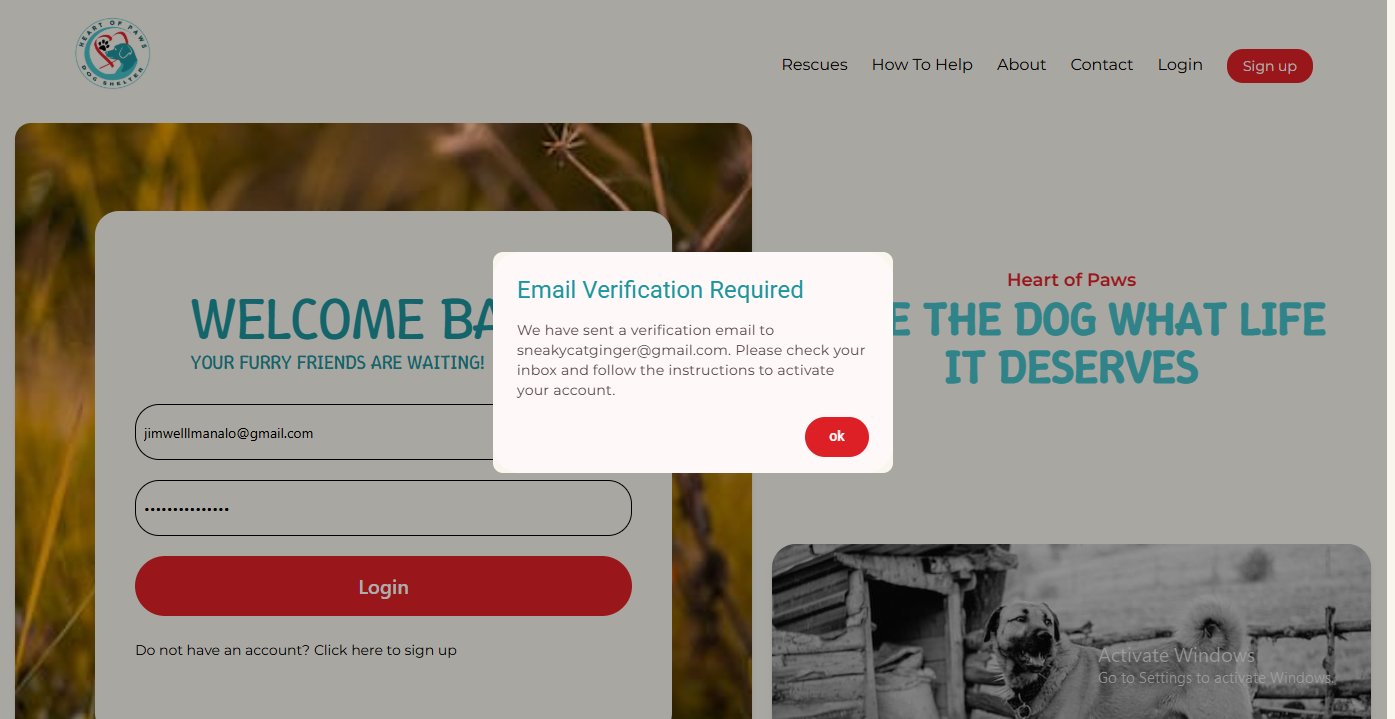 HEART OF PAWS
DOG SHELTER
Rescues How To Help About Contact Login Sign up
WELCOME
YOUR FURRY FRIENDS ARE WAITING!
jimwelllmanalo@gmail.com
•••••••••••••••
Login
Do not have an account? Click here to sign up
Email Verification Required
We have sent a verification email to
sneakycatginger@gmail.com. Please check your
inbox and follow the instructions to activate
your account.
ok
Heart of Paws
THE DOG WHAT LIFE
IT DESERVES
Activate Windows
Go to Settings to activate Windows.